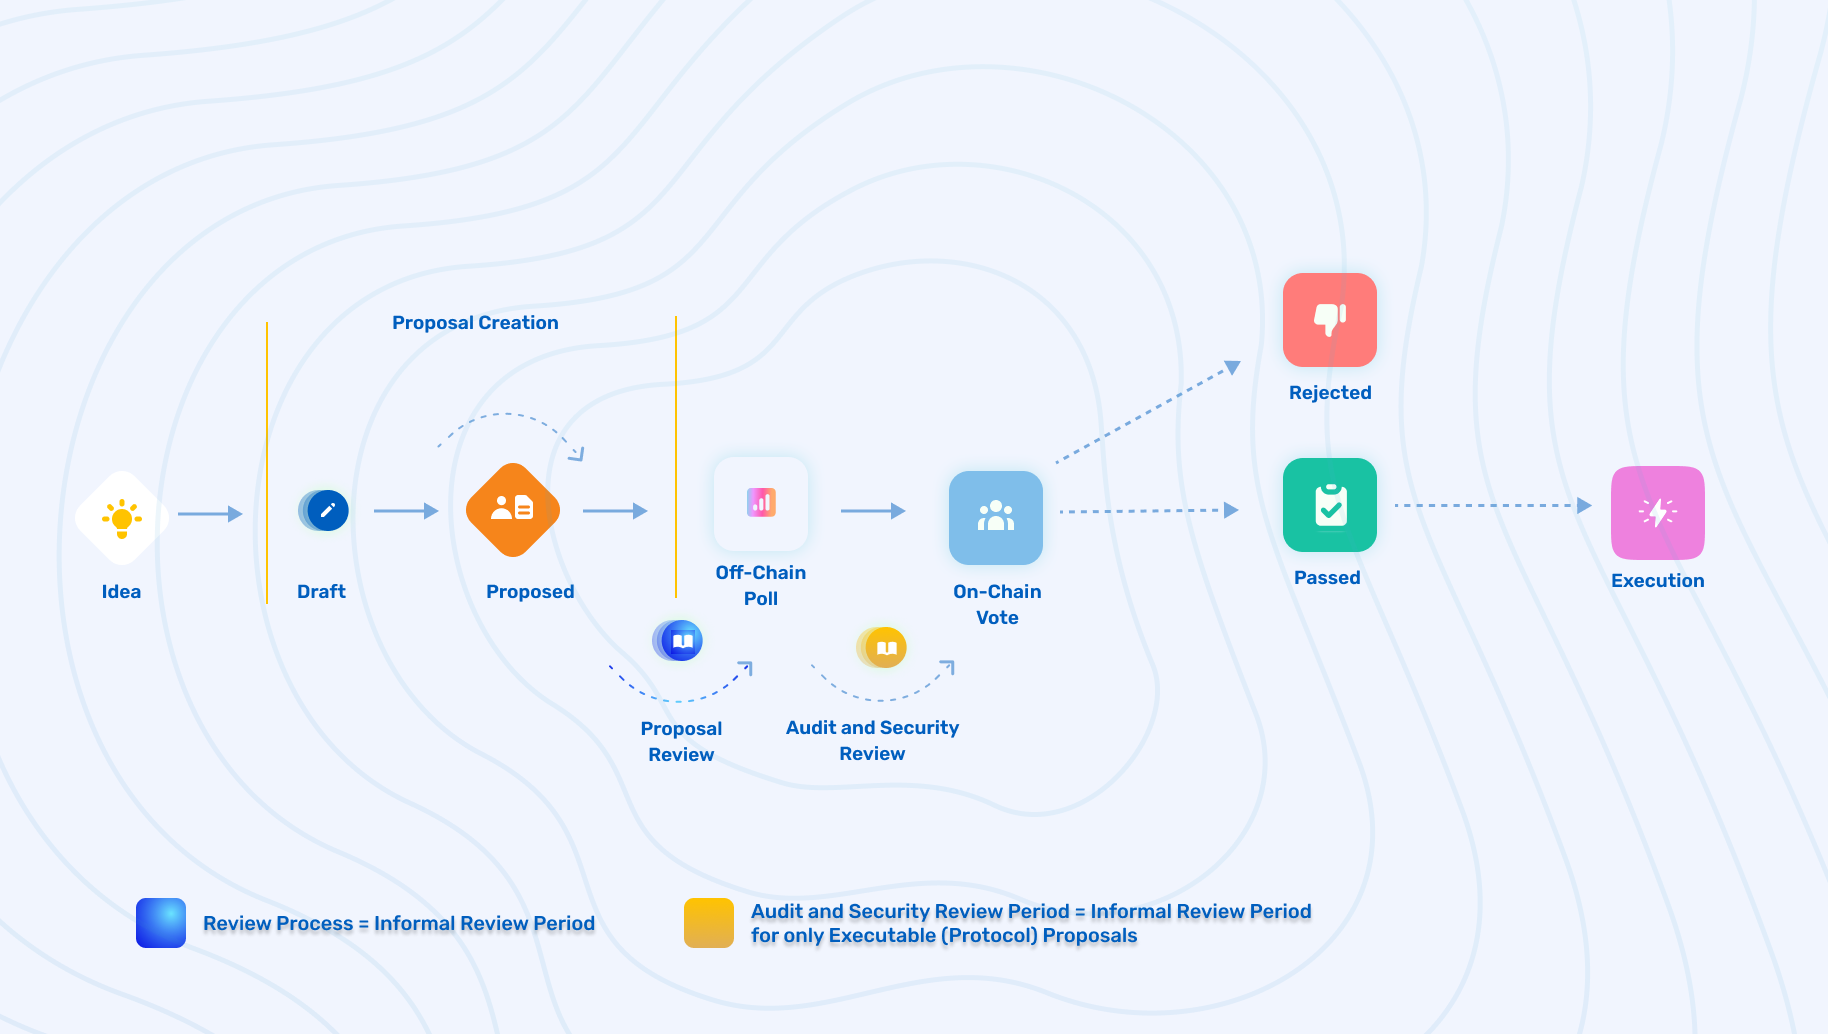 Proposal Creation
Rejected
Idea
Draft
Proposed
Off-Chain
Poll
On-Chain
Vote
Passed
Execution
Proposal
Review
Audit and Security
Review
Review Process = Informal Review Period
Audit and Security Review Period = Informal Review Period
for only Executable (Protocol) Proposals